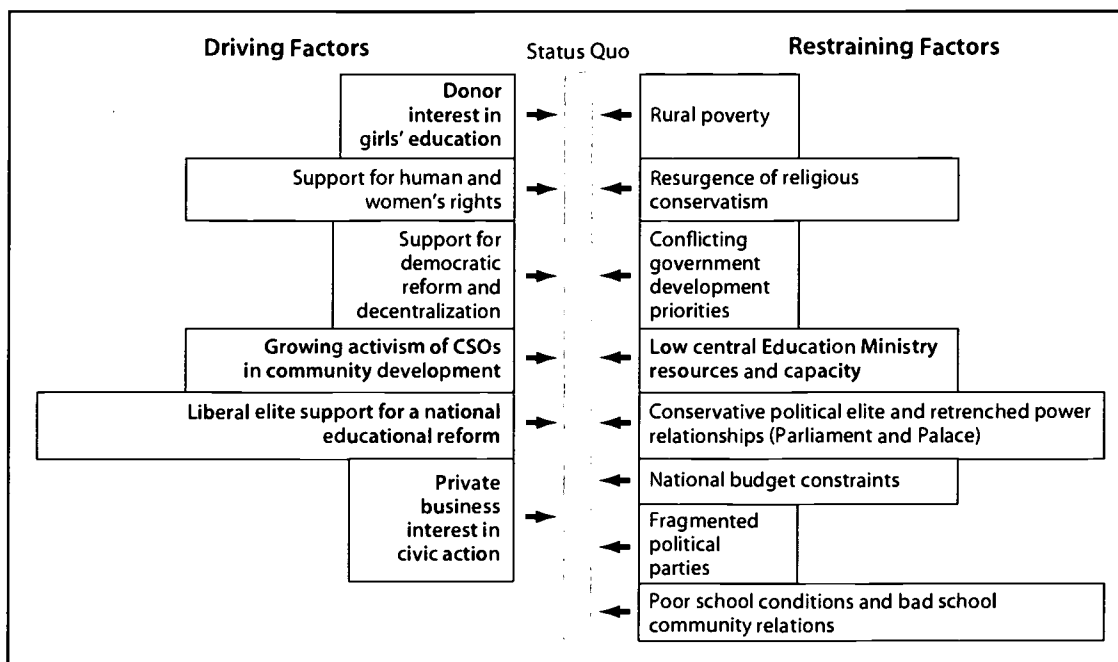 Driving Factors
Status Quo
Restraining Factors
Donor
interest in
girls' education
Rural poverty
Support for human and
women's rights
Resurgence of religious
conservatism
Support for
democratic
reform and
decentralization
Conflicting
government
development
priorities
Growing activism of CSOs
in community development
Low central Education Ministry
resources and capacity
Liberal elite support for a national
educational reform
Conservative political elite and retrenched power
relationships (Parliament and Palace)
Private
business
interest in
civic action
National budget constraints
Fragmented
political
parties
Poor school conditions and bad school
community relations